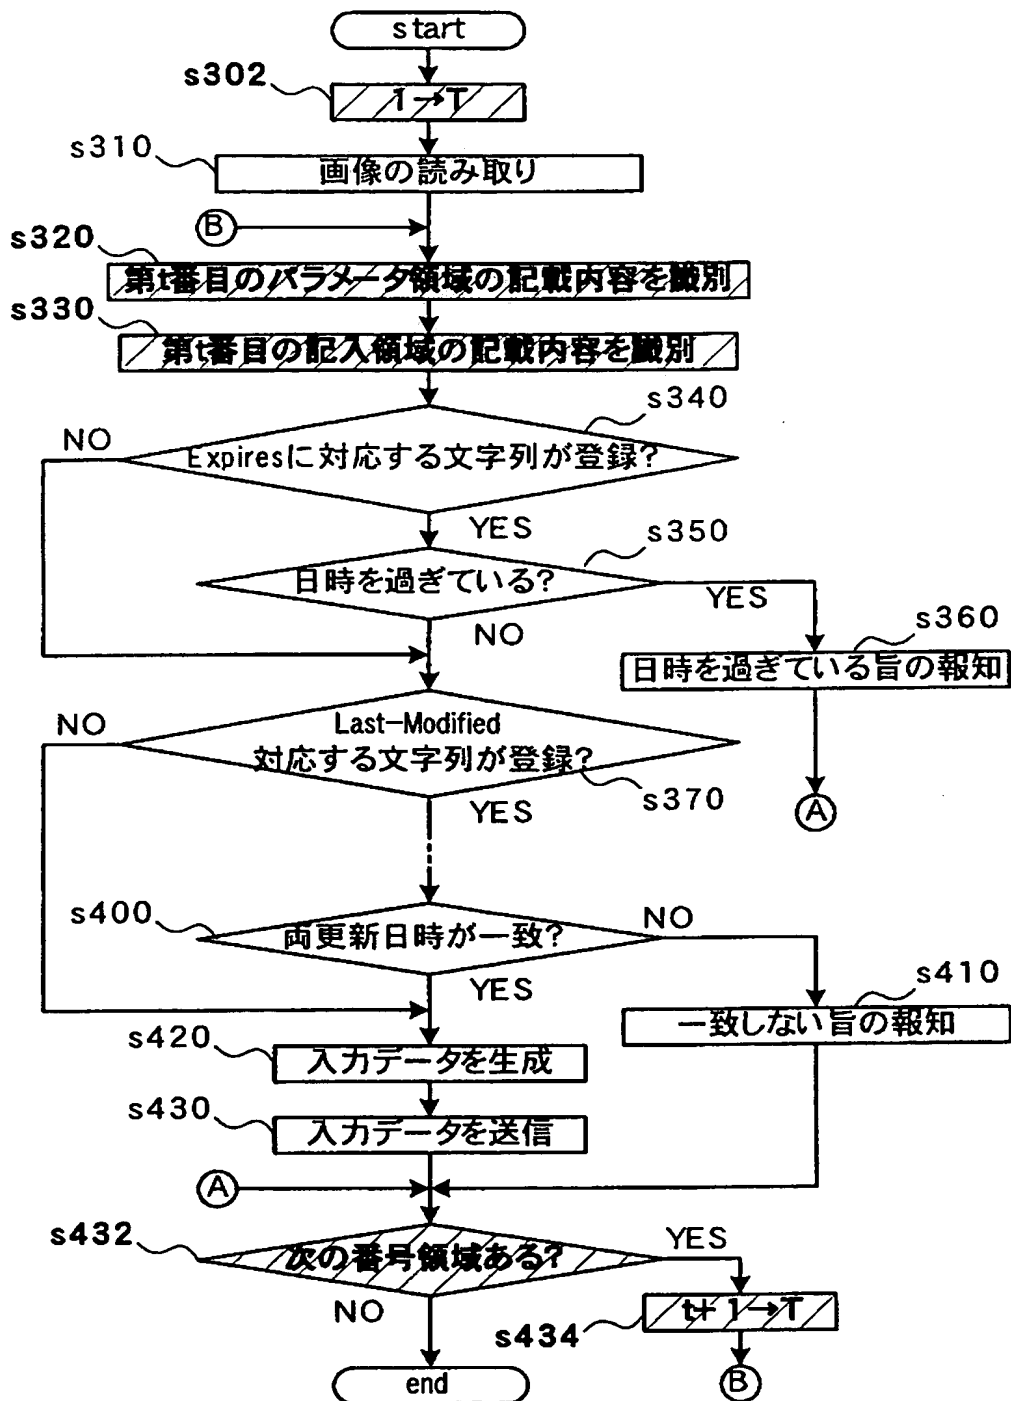 start
s302
1→T
s310
画像の読み取り
B
s320
第t番目のパラメータ領域の記載内容を識別
s330
第t番目の記入領域の記載内容を識別
s340
NO
Expiresに対応する文字列が登録?
YES
s350
日時を過ぎている?
YES
NO
s360
日時を過ぎている旨の報知
NO
Last-Modified
対応する文字列が登録?
s370
YES
A
s400
両更新日時が一致?
NO
YES
s410
一致しない旨の報知
s420
入力データを生成
s430
入力データを送信
A
s432
次の番号領域ある?
YES
NO
t+1→T
s434
end
B